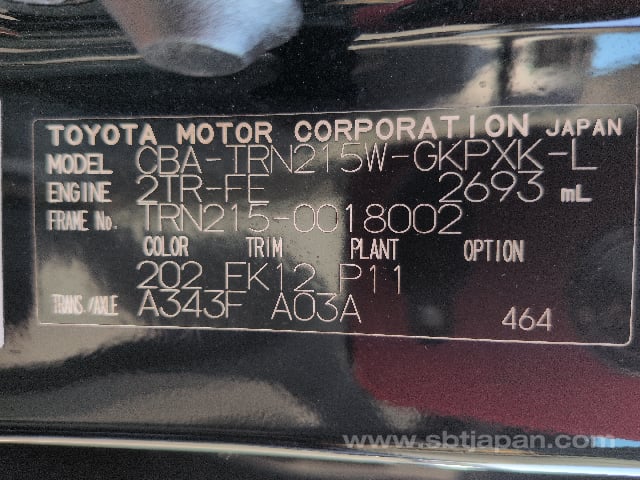 TOYOTA MOTOR CORPORATION JAPAN
MODEL CBA-TRN215W-GKPXK-L
ENGINE 2TR-FE 2693 mL
FRAME No. TRN215-0018002
COLOR TRIM PLANT OPTION
202 FK12 P11
TRANS./AXLE A343F A03A 464
www.sbtjapan.com